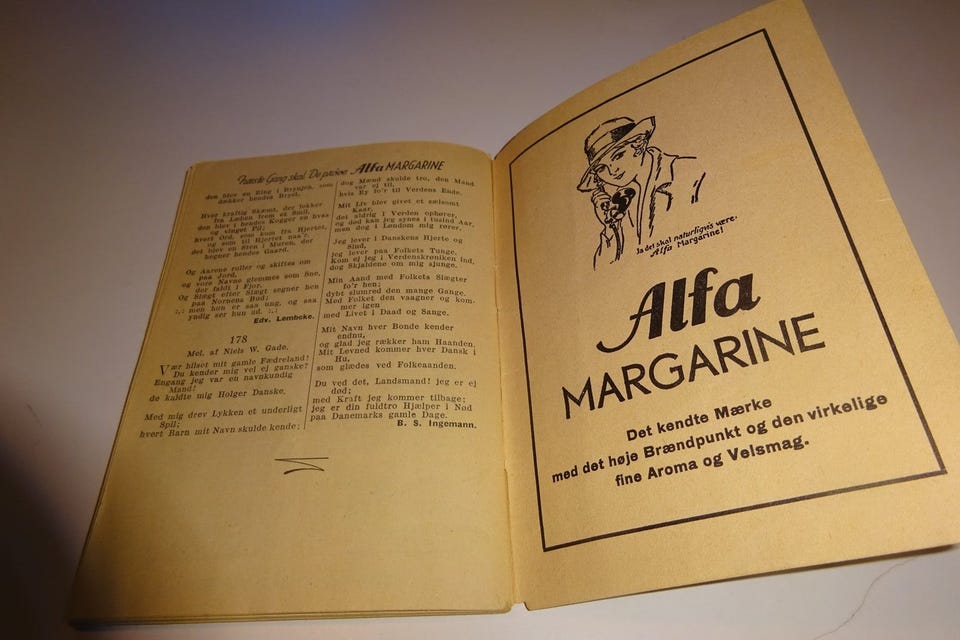 Næste Gang skal De prøve Alfa MARGARINE
den blev en Ring i Brynjen, som
dækker hendes Bryst.
Hver kraftig Skæmt, der lokker
fra Læben frem et Smil,
den blev i hendes Kogger en hvas
og vinget Pil;
hvert Ord, som kom fra Hjertet,
og som til Hjertet naa'r,
det blev en Sten i Muren, der
hegner hendes Gaard.
Og Aarene ruller og skiftes om
paa Jord,
og vore Navne glemmes som Sne,
der faldt i Fjor.
Og Slægt efter Slægt segner hen
paa Nornens Bud;
:,: men hun er saa ung, og saa
yndig ser hun ud. :,:
Edv. Lembcke.
178
Mel. af Niels W. Gade.
Vær hilset mit gamle Fædreland!
Du kender mig vel ej ganske?
Engang jeg var en navnkundig
Mand!
de kaldte mig Holger Danske.
Med mig drev Lykken et underligt
Spil;
hvert Barn mit Navn skulde kende;
dog Mænd skulde tro, den Mand
var ej til,
hvis Ry fo'r til Verdens Ende.
Mit Liv blev givet et sælsomt
Kaar,
det aldrig i Verden ophører,
og død kan jeg synes i tusind Aar,
men dog i Løndom mig rører.
Jeg lever i Danskens Hjerte og
Sind,
jeg lever paa Folkets Tunge.
Kom ej jeg i Verdenskrøniken ind,
dog Skjaldene om mig sjunge.
Min Aand med Folkets Slægter
fo'r hen;
dybt slumred den mange Gange.
Med Folket den vaagner og kom-
mer igen
med Livet i Daad og Sange.
Mit Navn hver Bonde kender
endnu,
og glad jeg rækker ham Haanden.
Mit Levned kommer hver Dansk i
Hu,
som glædes ved Folkeaanden.
Du ved det, Landsmand! jeg er ej
død;
med Kraft jeg kommer tilbage;
jeg er din fuldtro Hjælper i Nød
paa Danemarks gamle Dage.
B. S. Ingemann.
Ja det skal naturligvis være:
Alfa Margarine!
Alfa
MARGARINE
Det kendte Mærke
med det høje Brændpunkt og den virkelige
fine Aroma og Velsmag.